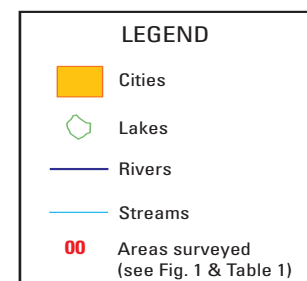 LEGEND
Cities
Lakes
Rivers
Streams
00 Areas surveyed
(see Fig. 1 & Table 1)